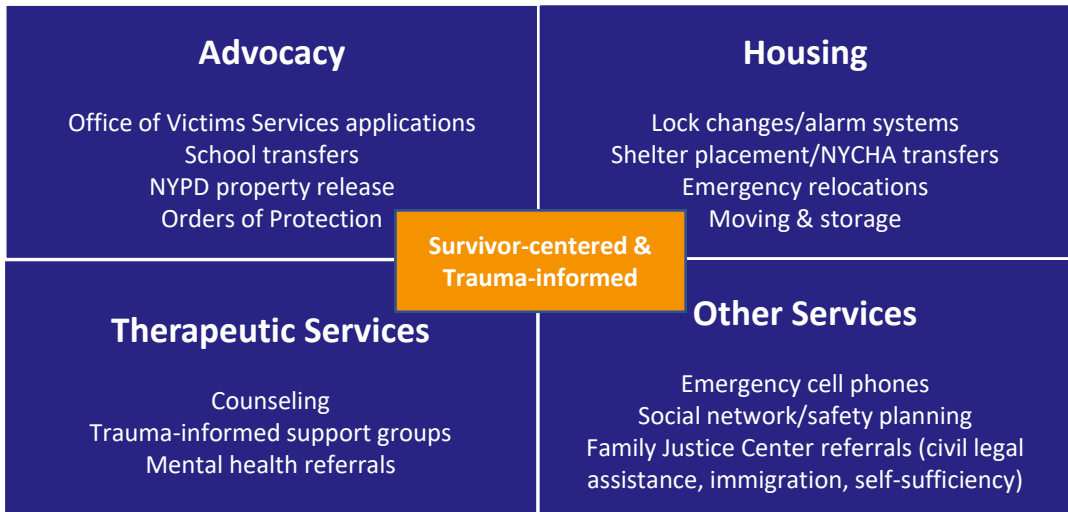 Advocacy
Office of Victims Services applications
School transfers
NYPD property release
Orders of Protection
Housing
Lock changes/alarm systems
Shelter placement/NYCHA transfers
Emergency relocations
Moving & storage
Survivor-centered &
Trauma-informed
Therapeutic Services
Counseling
Trauma-informed support groups
Mental health referrals
Other Services
Emergency cell phones
Social network/safety planning
Family Justice Center referrals (civil legal
assistance, immigration, self-sufficiency)